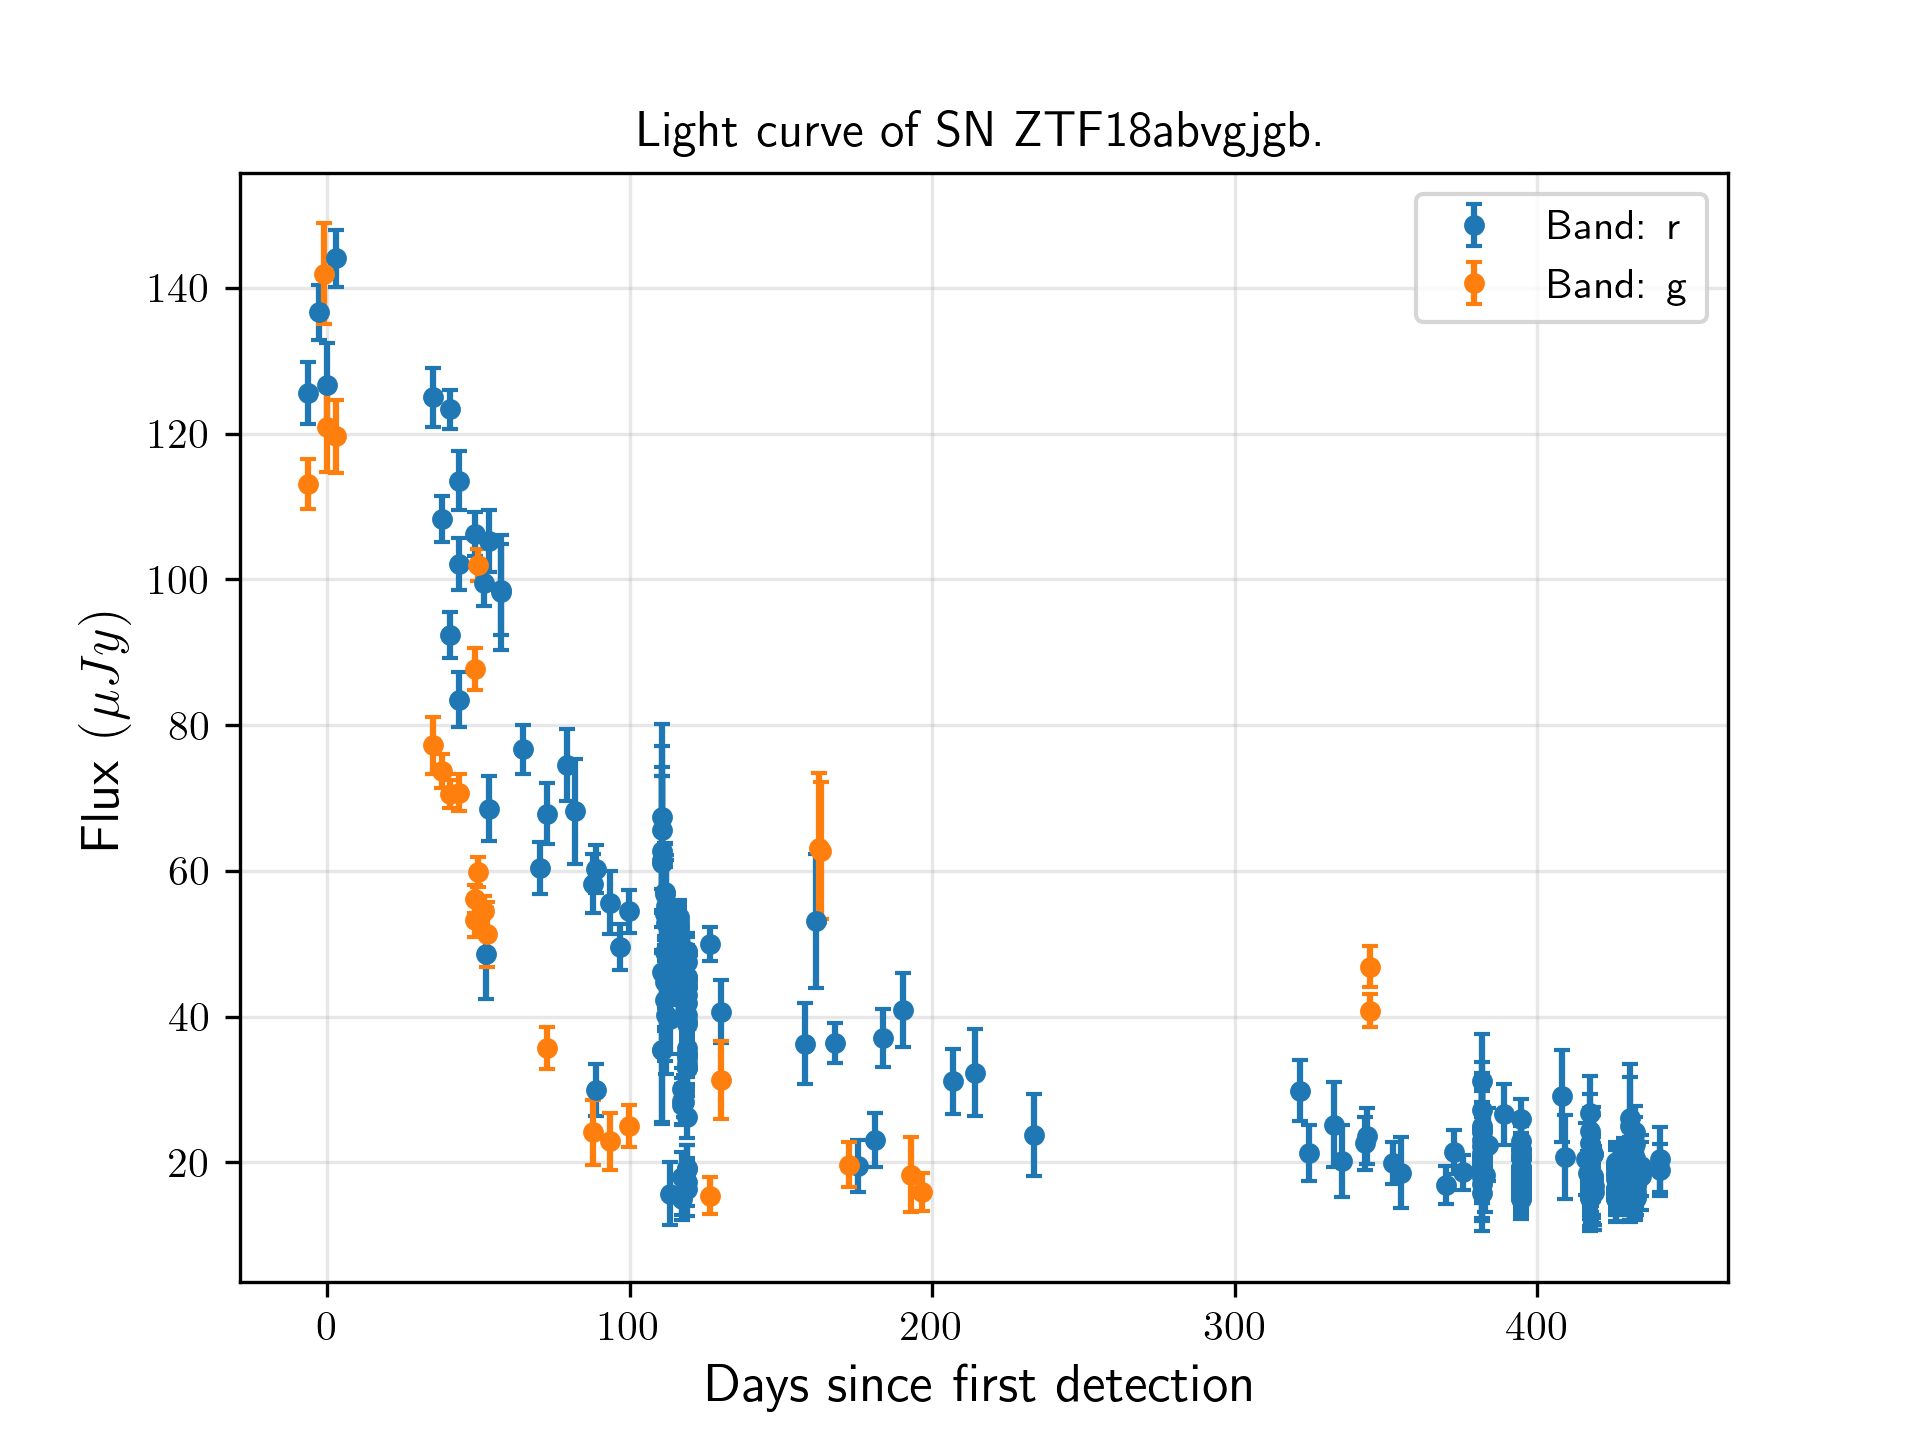 Light curve of SN ZTF18abvgjgb.
Band: r
Band: g
140
120
100
80
60
40
20
Flux (μJy)
0 100 200 300 400
Days since first detection